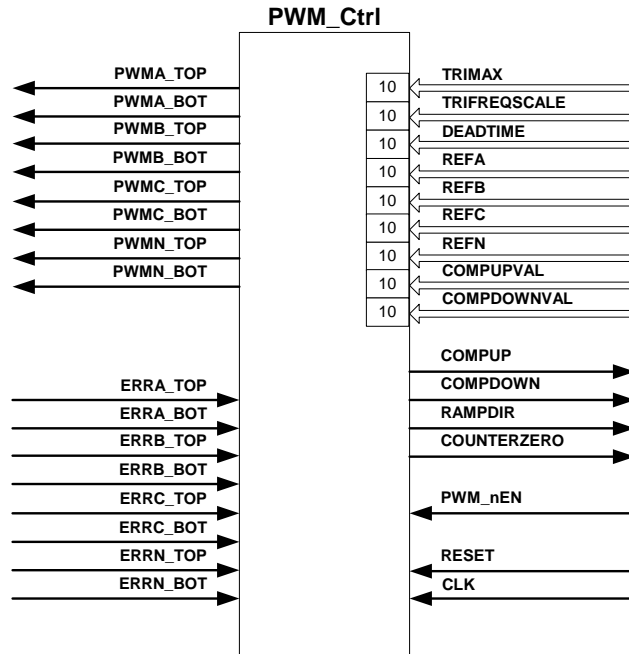 PWM_Ctrl
PWMA_TOP
PWMA_BOT
PWMB_TOP
PWMB_BOT
PWMC_TOP
PWMC_BOT
PWMN_TOP
PWMN_BOT
ERRA_TOP
ERRA_BOT
ERRB_TOP
ERRB_BOT
ERRC_TOP
ERRC_BOT
ERRN_TOP
ERRN_BOT
10 TRIMAX
10 TRIFREQSCALE
10 DEADTIME
10 REFA
10 REFB
10 REFC
10 REFN
10 COMPUPVAL
10 COMPDOWNVAL
COMPUP
COMPDOWN
RAMPDIR
COUNTERZERO
PWM_nEN
RESET
CLK